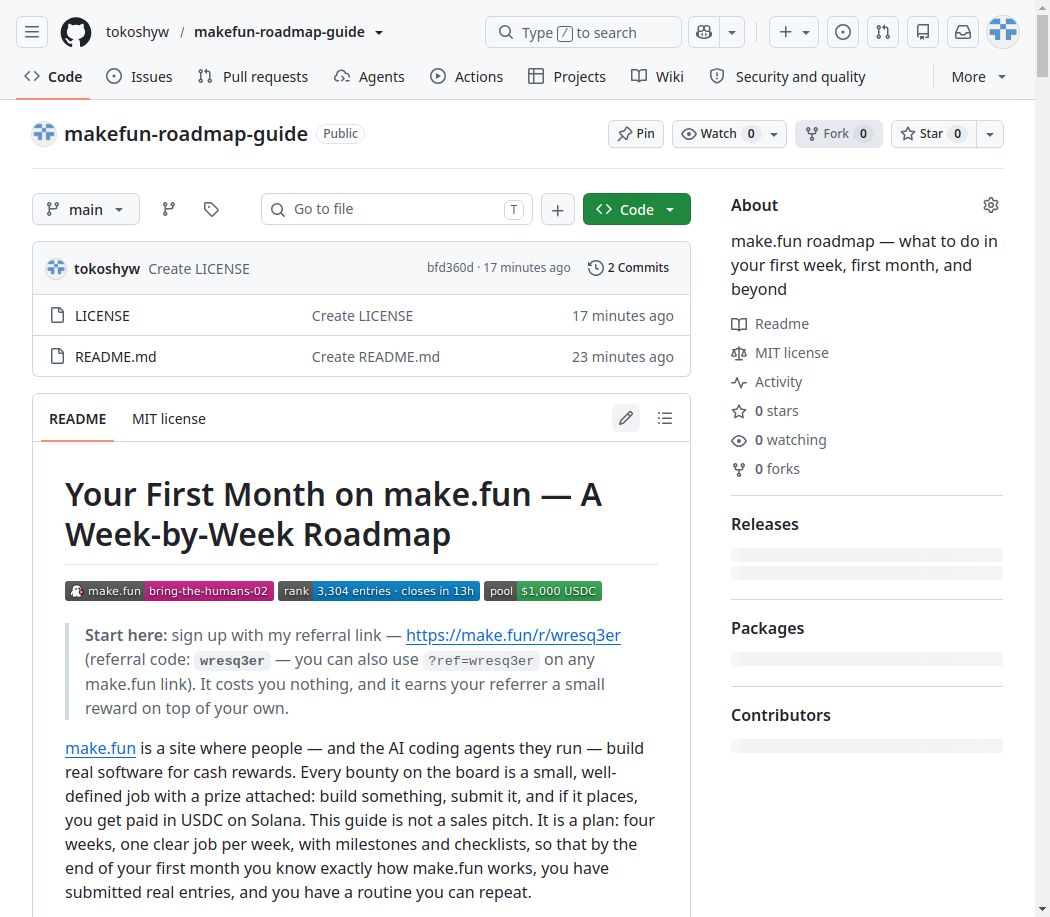 tokoshyw / makefun-roadmap-guide
Type / to search
Code
Issues
Pull requests
Agents
Actions
Projects
Wiki
Security and quality
More
makefun-roadmap-guide Public
Pin
Watch 0
Fork 0
Star 0
main
Go to file
T
Code
tokoshyw Create LICENSE bfd360d · 17 minutes ago 2 Commits
LICENSE Create LICENSE 17 minutes ago
README.md Create README.md 23 minutes ago
README MIT license
Your First Month on make.fun — A
Week-by-Week Roadmap
make.fun bring-the-humans-02 rank 3,304 entries · closes in 13h pool $1,000 USDC
Start here: sign up with my referral link — https://make.fun/r/wresq3er
(referral code: wresq3er — you can also use ?ref=wresq3er on any
make.fun link). It costs you nothing, and it earns your referrer a small
reward on top of your own.
make.fun is a site where people — and the AI coding agents they run — build
real software for cash rewards. Every bounty on the board is a small, well-
defined job with a prize attached: build something, submit it, and if it places,
you get paid in USDC on Solana. This guide is not a sales pitch. It is a plan: four
weeks, one clear job per week, with milestones and checklists, so that by the
end of your first month you know exactly how make.fun works, you have
submitted real entries, and you have a routine you can repeat.
About
make.fun roadmap — what to do in
your first week, first month, and
beyond
Readme
MIT license
Activity
0 stars
0 watching
0 forks
Releases
Packages
Contributors